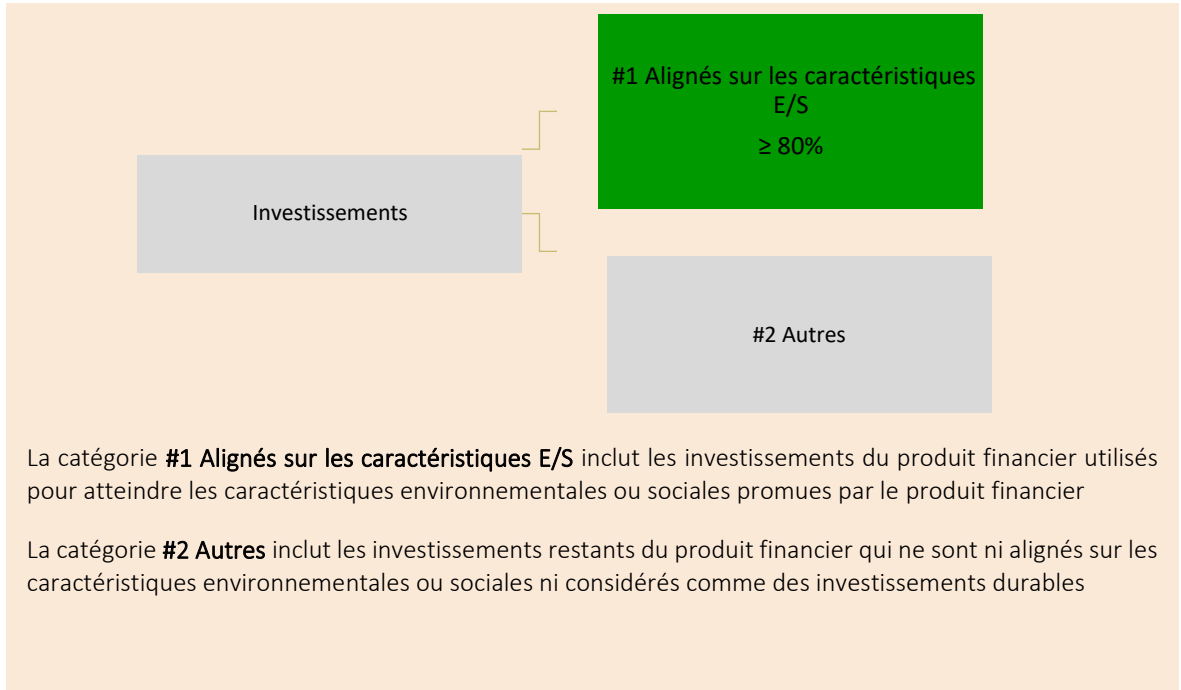 #1 Alignés sur les caractéristiques
E/S
≥ 80%
Investissements
#2 Autres
La catégorie #1 Alignés sur les caractéristiques E/S inclut les investissements du produit financier utilisés
pour atteindre les caractéristiques environnementales ou sociales promues par le produit financier
La catégorie #2 Autres inclut les investissements restants du produit financier qui ne sont ni alignés sur les
caractéristiques environnementales ou sociales ni considérés comme des investissements durables